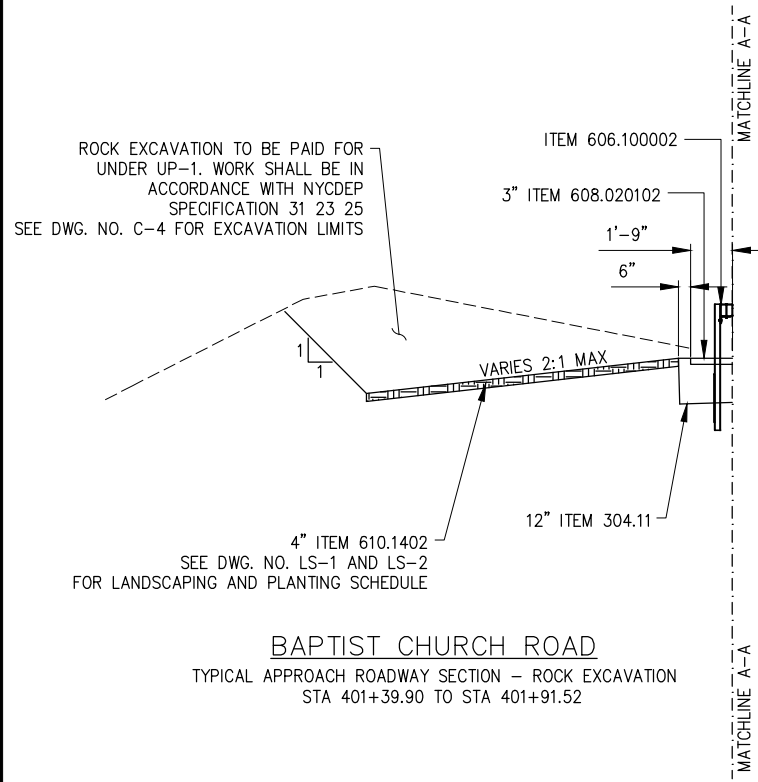 MATCHLINE A–A
ROCK EXCAVATION TO BE PAID FOR
UNDER UP–1. WORK SHALL BE IN
ACCORDANCE WITH NYCDEP
SPECIFICATION 31 23 25
SEE DWG. NO. C–4 FOR EXCAVATION LIMITS
ITEM 606.100002
3" ITEM 608.020102
1'–9"
6"
1
1
VARIES 2:1 MAX
12" ITEM 304.11
4" ITEM 610.1402
SEE DWG. NO. LS–1 AND LS–2
FOR LANDSCAPING AND PLANTING SCHEDULE
BAPTIST CHURCH ROAD
TYPICAL APPROACH ROADWAY SECTION – ROCK EXCAVATION
STA 401+39.90 TO STA 401+91.52
MATCHLINE A–A